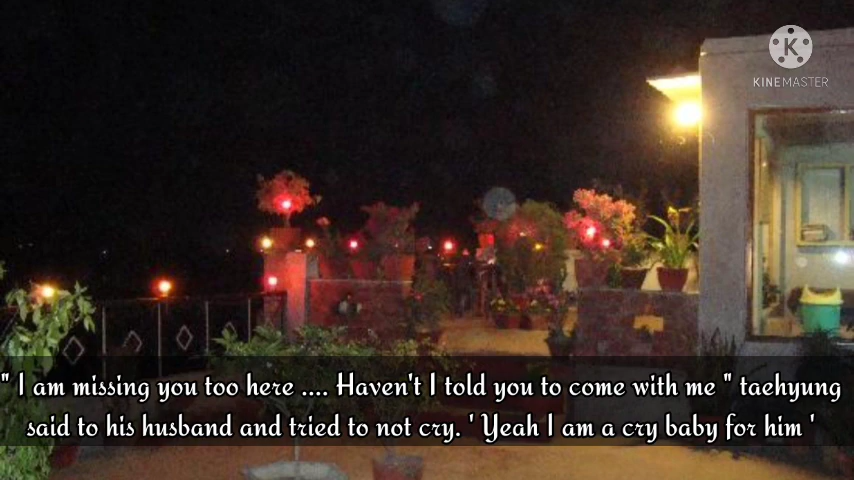 K
KINEMASTER
" I am missing you too here .... Haven't I told you to come with me " taehyung
said to his husband and tried to not cry. ' Yeah I am a cry baby for him '